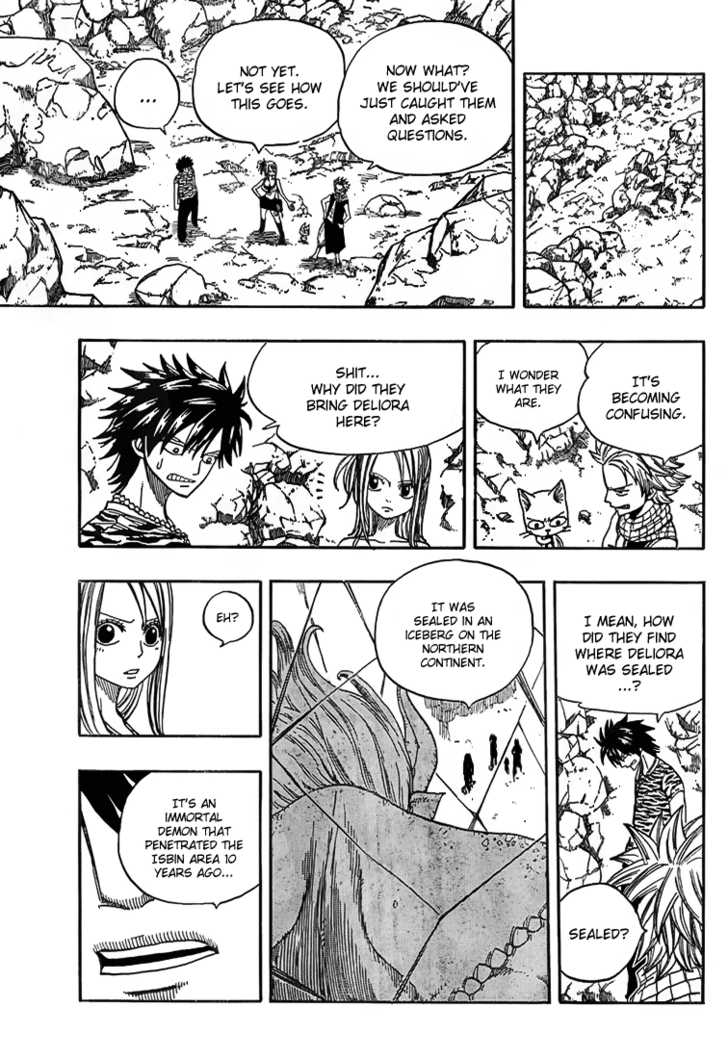 NOW WHAT?
WE SHOULD'VE
JUST CAUGHT THEM
AND ASKED
QUESTIONS.
NOT YET.
LET'S SEE HOW
THIS GOES.
...
IT'S
BECOMING
CONFUSING.
I WONDER
WHAT THEY
ARE.
SHIT...
WHY DID THEY
BRING DELIORA
HERE?
I MEAN, HOW
DID THEY FIND
WHERE DELIORA
WAS SEALED
...?
SEALED?
IT WAS
SEALED IN AN
ICEBERG ON THE
NORTHERN
CONTINENT.
EH?
IT'S AN
IMMORTAL
DEMON THAT
PENETRATED THE
ISBIN AREA 10
YEARS AGO...